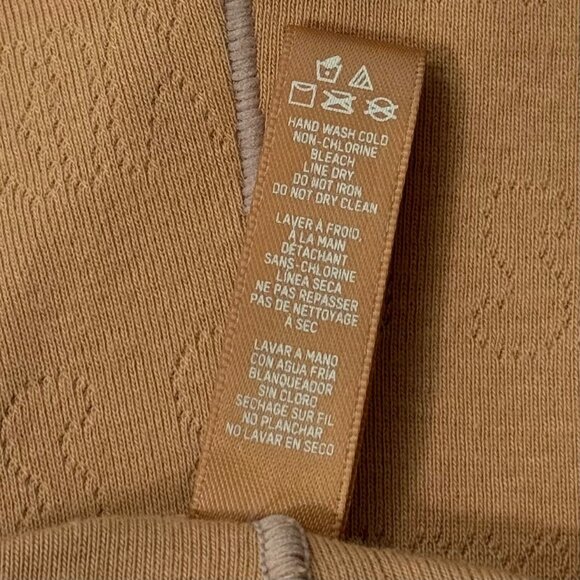 HAND WASH COLD
NON-CHLORINE
BLEACH
LINE DRY
DO NOT IRON
DO NOT DRY CLEAN
LAVER À FROID,
À LA MAIN
DÉTACHANT
SANS-CHLORINE
LÍNEA SECA
NE PAS REPASSER
PAS DE NETTOYAGE
À SEC
LAVAR A MANO
CON AGUA FRÍA
BLANQUEADOR
SIN CLORO
SECHAGE SUR FIL
NO PLANCHAR
NO LAVAR EN SECO